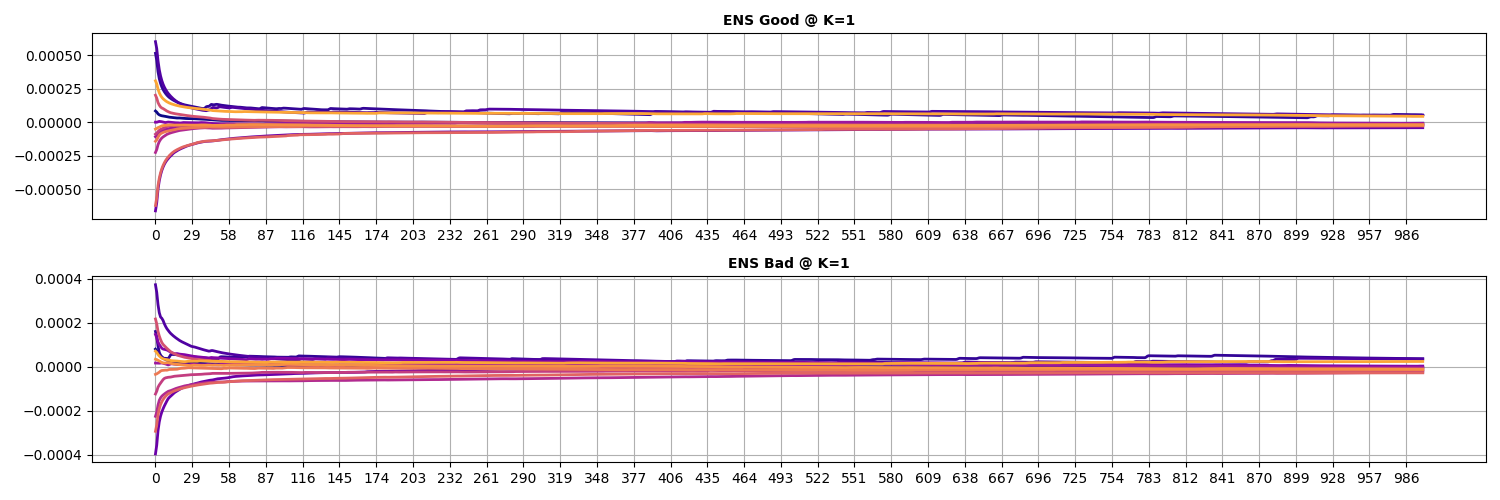 ENS Good @ K=1
0.00050
0.00025
0.00000
−0.00025
−0.00050
0 29 58 87 116 145 174 203 232 261 290 319 348 377 406 435 464 493 522 551 580 609 638 667 696 725 754 783 812 841 870 899 928 957 986
ENS Bad @ K=1
0.0004
0.0002
0.0000
−0.0002
−0.0004
0 29 58 87 116 145 174 203 232 261 290 319 348 377 406 435 464 493 522 551 580 609 638 667 696 725 754 783 812 841 870 899 928 957 986